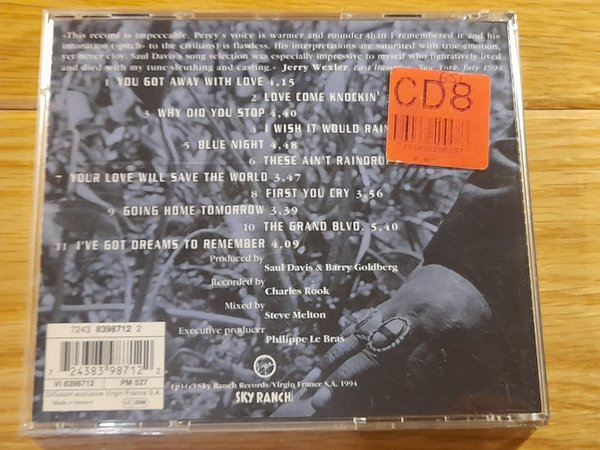 «This record is impeccable. Percy's voice is warmer and rounder than I remembered it and his
intonation («pitch» to the civilians) is flawless. His interpretations are saturated with true emotion,
yet never racked. Saul Davis's song selection was especially impressive to myself who figuratively lived
and died with my tune-sleuthing and casting.» Jerry Wexler, East New York, July 1994
1 YOU GOT AWAY WITH LOVE 4,15
2 LOVE COME KNOCKIN'
3 WHY DID YOU STOP 4,40
4 I WISH IT WOULD RAIN
5 BLUE NIGHT 4,48
6 THESE AIN'T
7 YOUR LOVE WILL SAVE THE WORLD 3,47
8 FIRST YOU CRY 3,56
9 GOING HOME TOMORROW 3,39
10 THE GRAND BLVD. 5,40
11 I'VE GOT DREAMS TO REMEMBER 4,09
CD8
Produced by
Saul Davis & Barry Goldberg
Recorded by
Charles Rook
Mixed by
Steve Melton
Executive producer
Philippe Le Bras
7243 8398712 2
7 24383 98712 2
VI 8398712 PM 527
Diffusion exclusive Virgin France S.A.
Made in Holland
Virgin
(p)+(c) Sky Ranch Records/Virgin France S.A. 1994
SKY RANCH